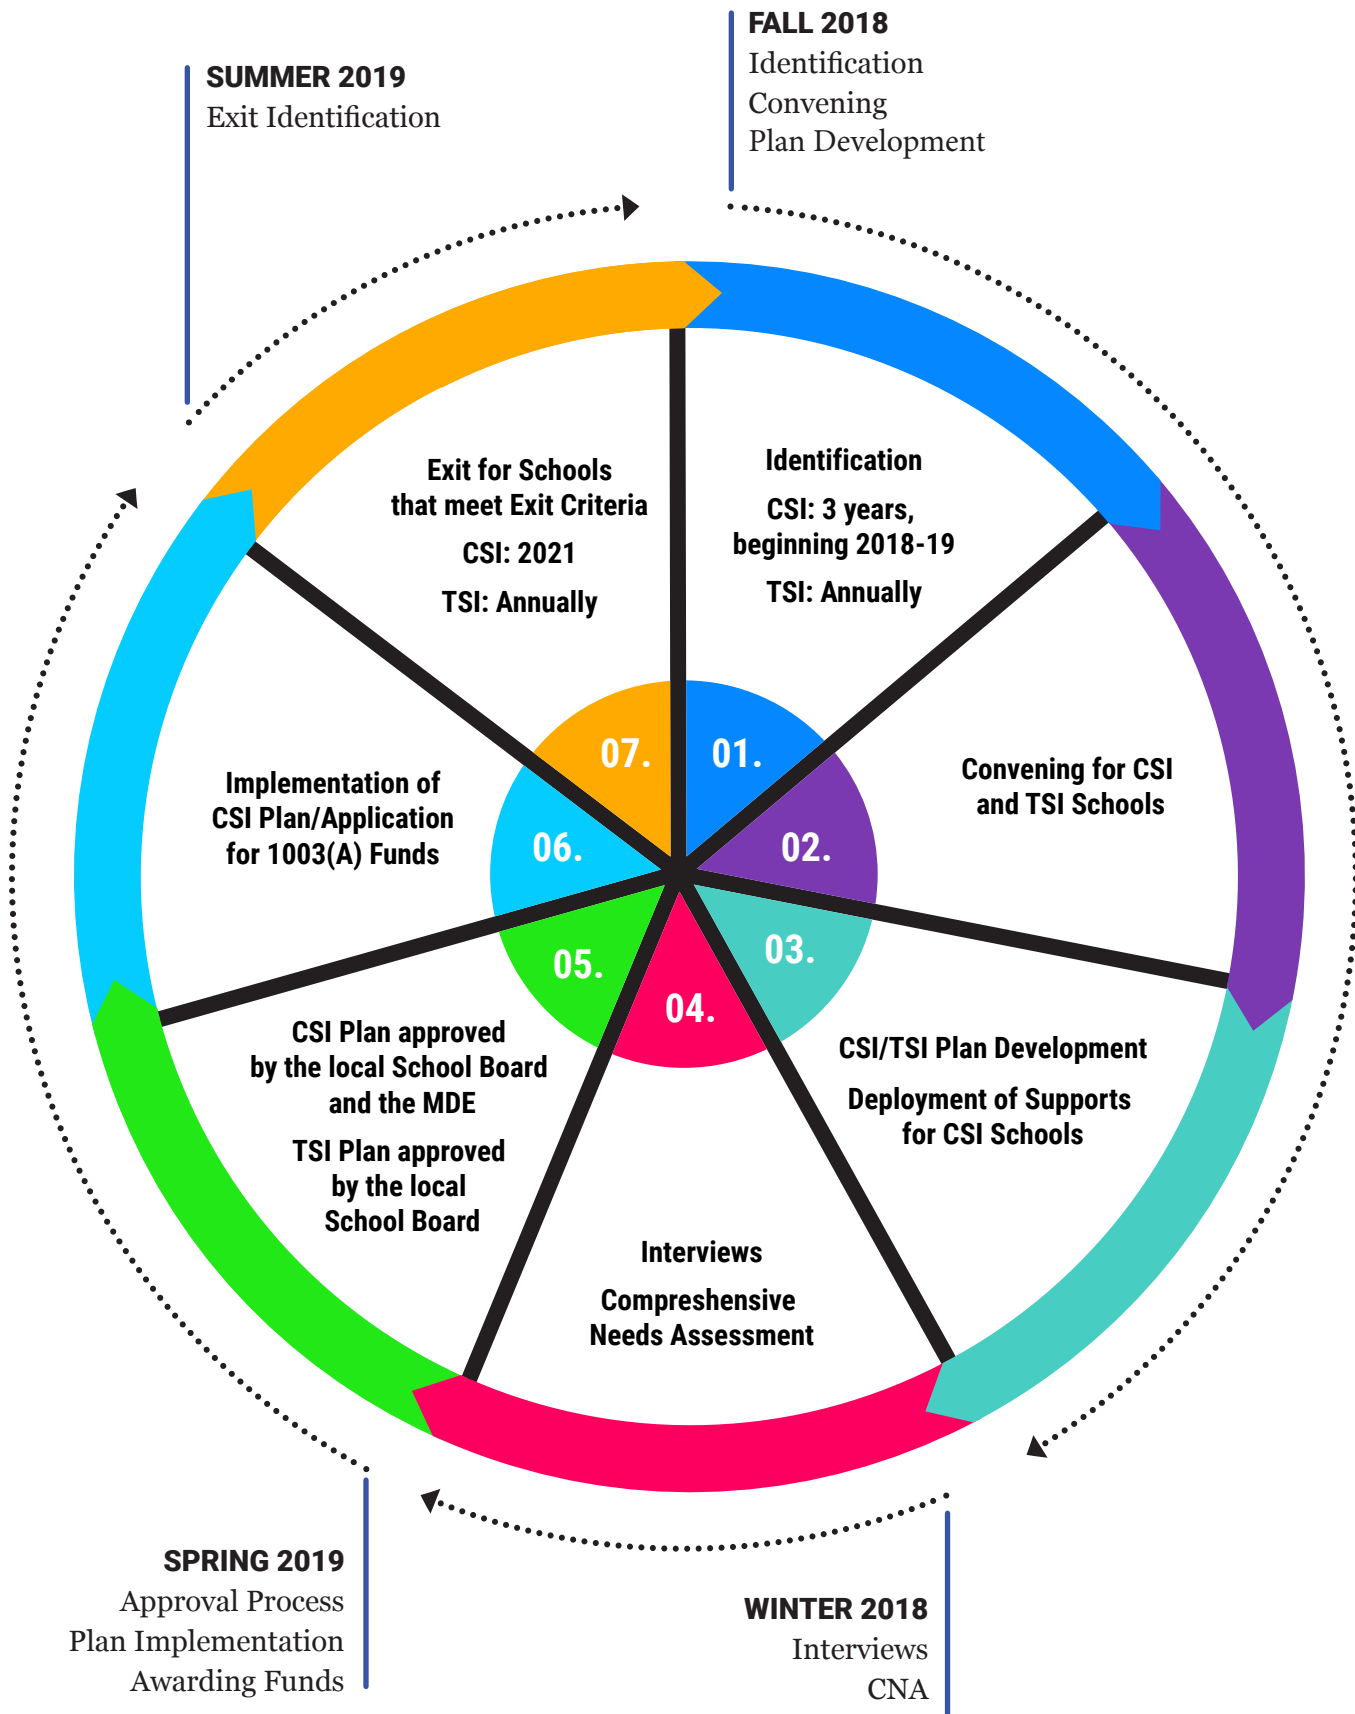 FALL 2018
Identification
Convening
Plan Development
SUMMER 2019
Exit Identification
Identification
CSI: 3 years,
beginning 2018-19
TSI: Annually
01.
Convening for CSI
and TSI Schools
02.
CSI/TSI Plan Development
Deployment of Supports
for CSI Schools
03.
Interviews
Compreshensive
Needs Assessment
04.
CSI Plan approved
by the local School Board
and the MDE
TSI Plan approved
by the local
School Board
05.
Implementation of
CSI Plan/Application
for 1003(A) Funds
06.
Exit for Schools
that meet Exit Criteria
CSI: 2021
TSI: Annually
07.
WINTER 2018
Interviews
CNA
SPRING 2019
Approval Process
Plan Implementation
Awarding Funds